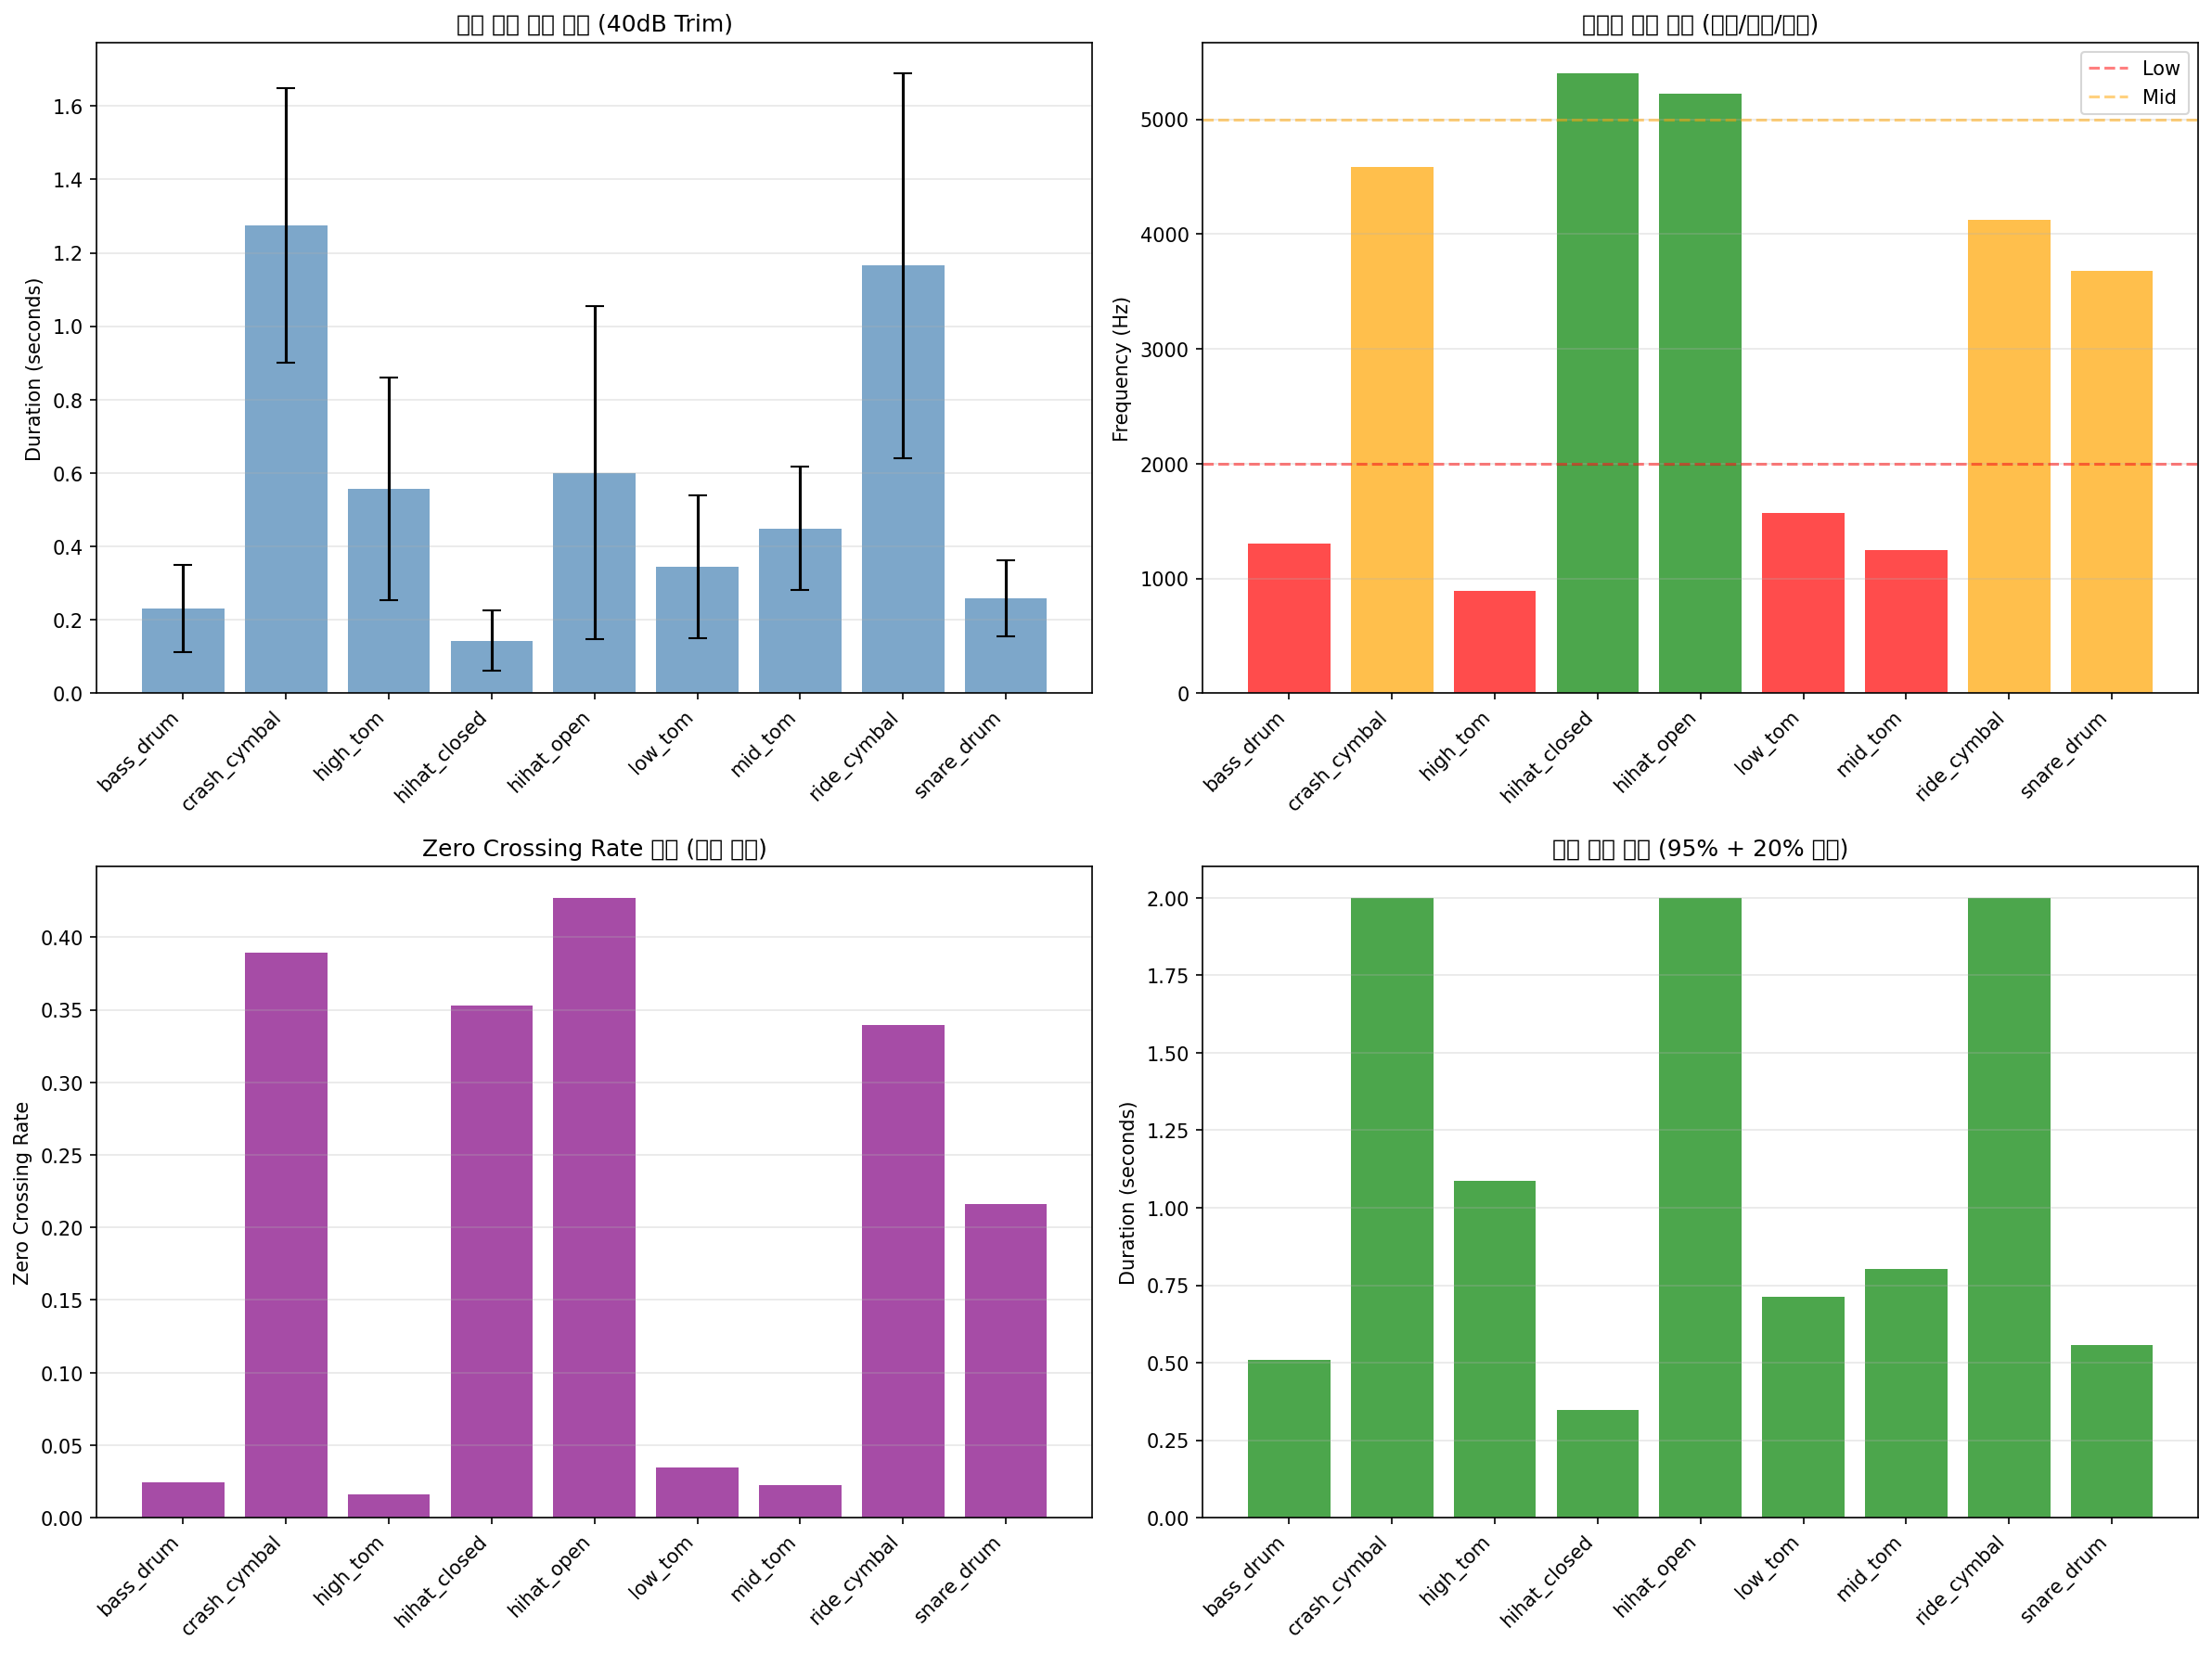 (40dB Trim)
Duration (seconds)
1.6
1.4
1.2
1.0
0.8
0.6
0.4
0.2
0.0
bass_drum
crash_cymbal
high_tom
hihat_closed
hihat_open
low_tom
mid_tom
ride_cymbal
snare_drum
Low
Mid
Frequency (Hz)
5000
4000
3000
2000
1000
0
bass_drum
crash_cymbal
high_tom
hihat_closed
hihat_open
low_tom
mid_tom
ride_cymbal
snare_drum
Zero Crossing Rate
Zero Crossing Rate
0.40
0.35
0.30
0.25
0.20
0.15
0.10
0.05
0.00
bass_drum
crash_cymbal
high_tom
hihat_closed
hihat_open
low_tom
mid_tom
ride_cymbal
snare_drum
(95% + 20%
Duration (seconds)
2.00
1.75
1.50
1.25
1.00
0.75
0.50
0.25
0.00
bass_drum
crash_cymbal
high_tom
hihat_closed
hihat_open
low_tom
mid_tom
ride_cymbal
snare_drum